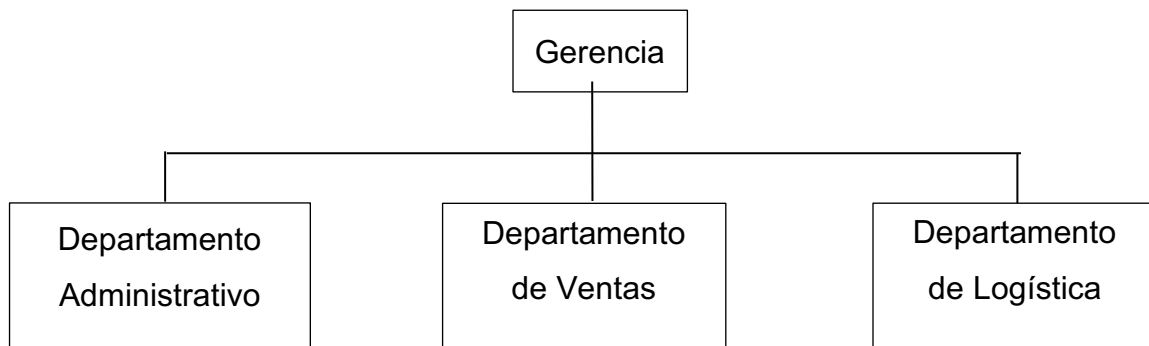 Gerencia
Departamento
Administrativo
Departamento
de Ventas
Departamento
de Logística